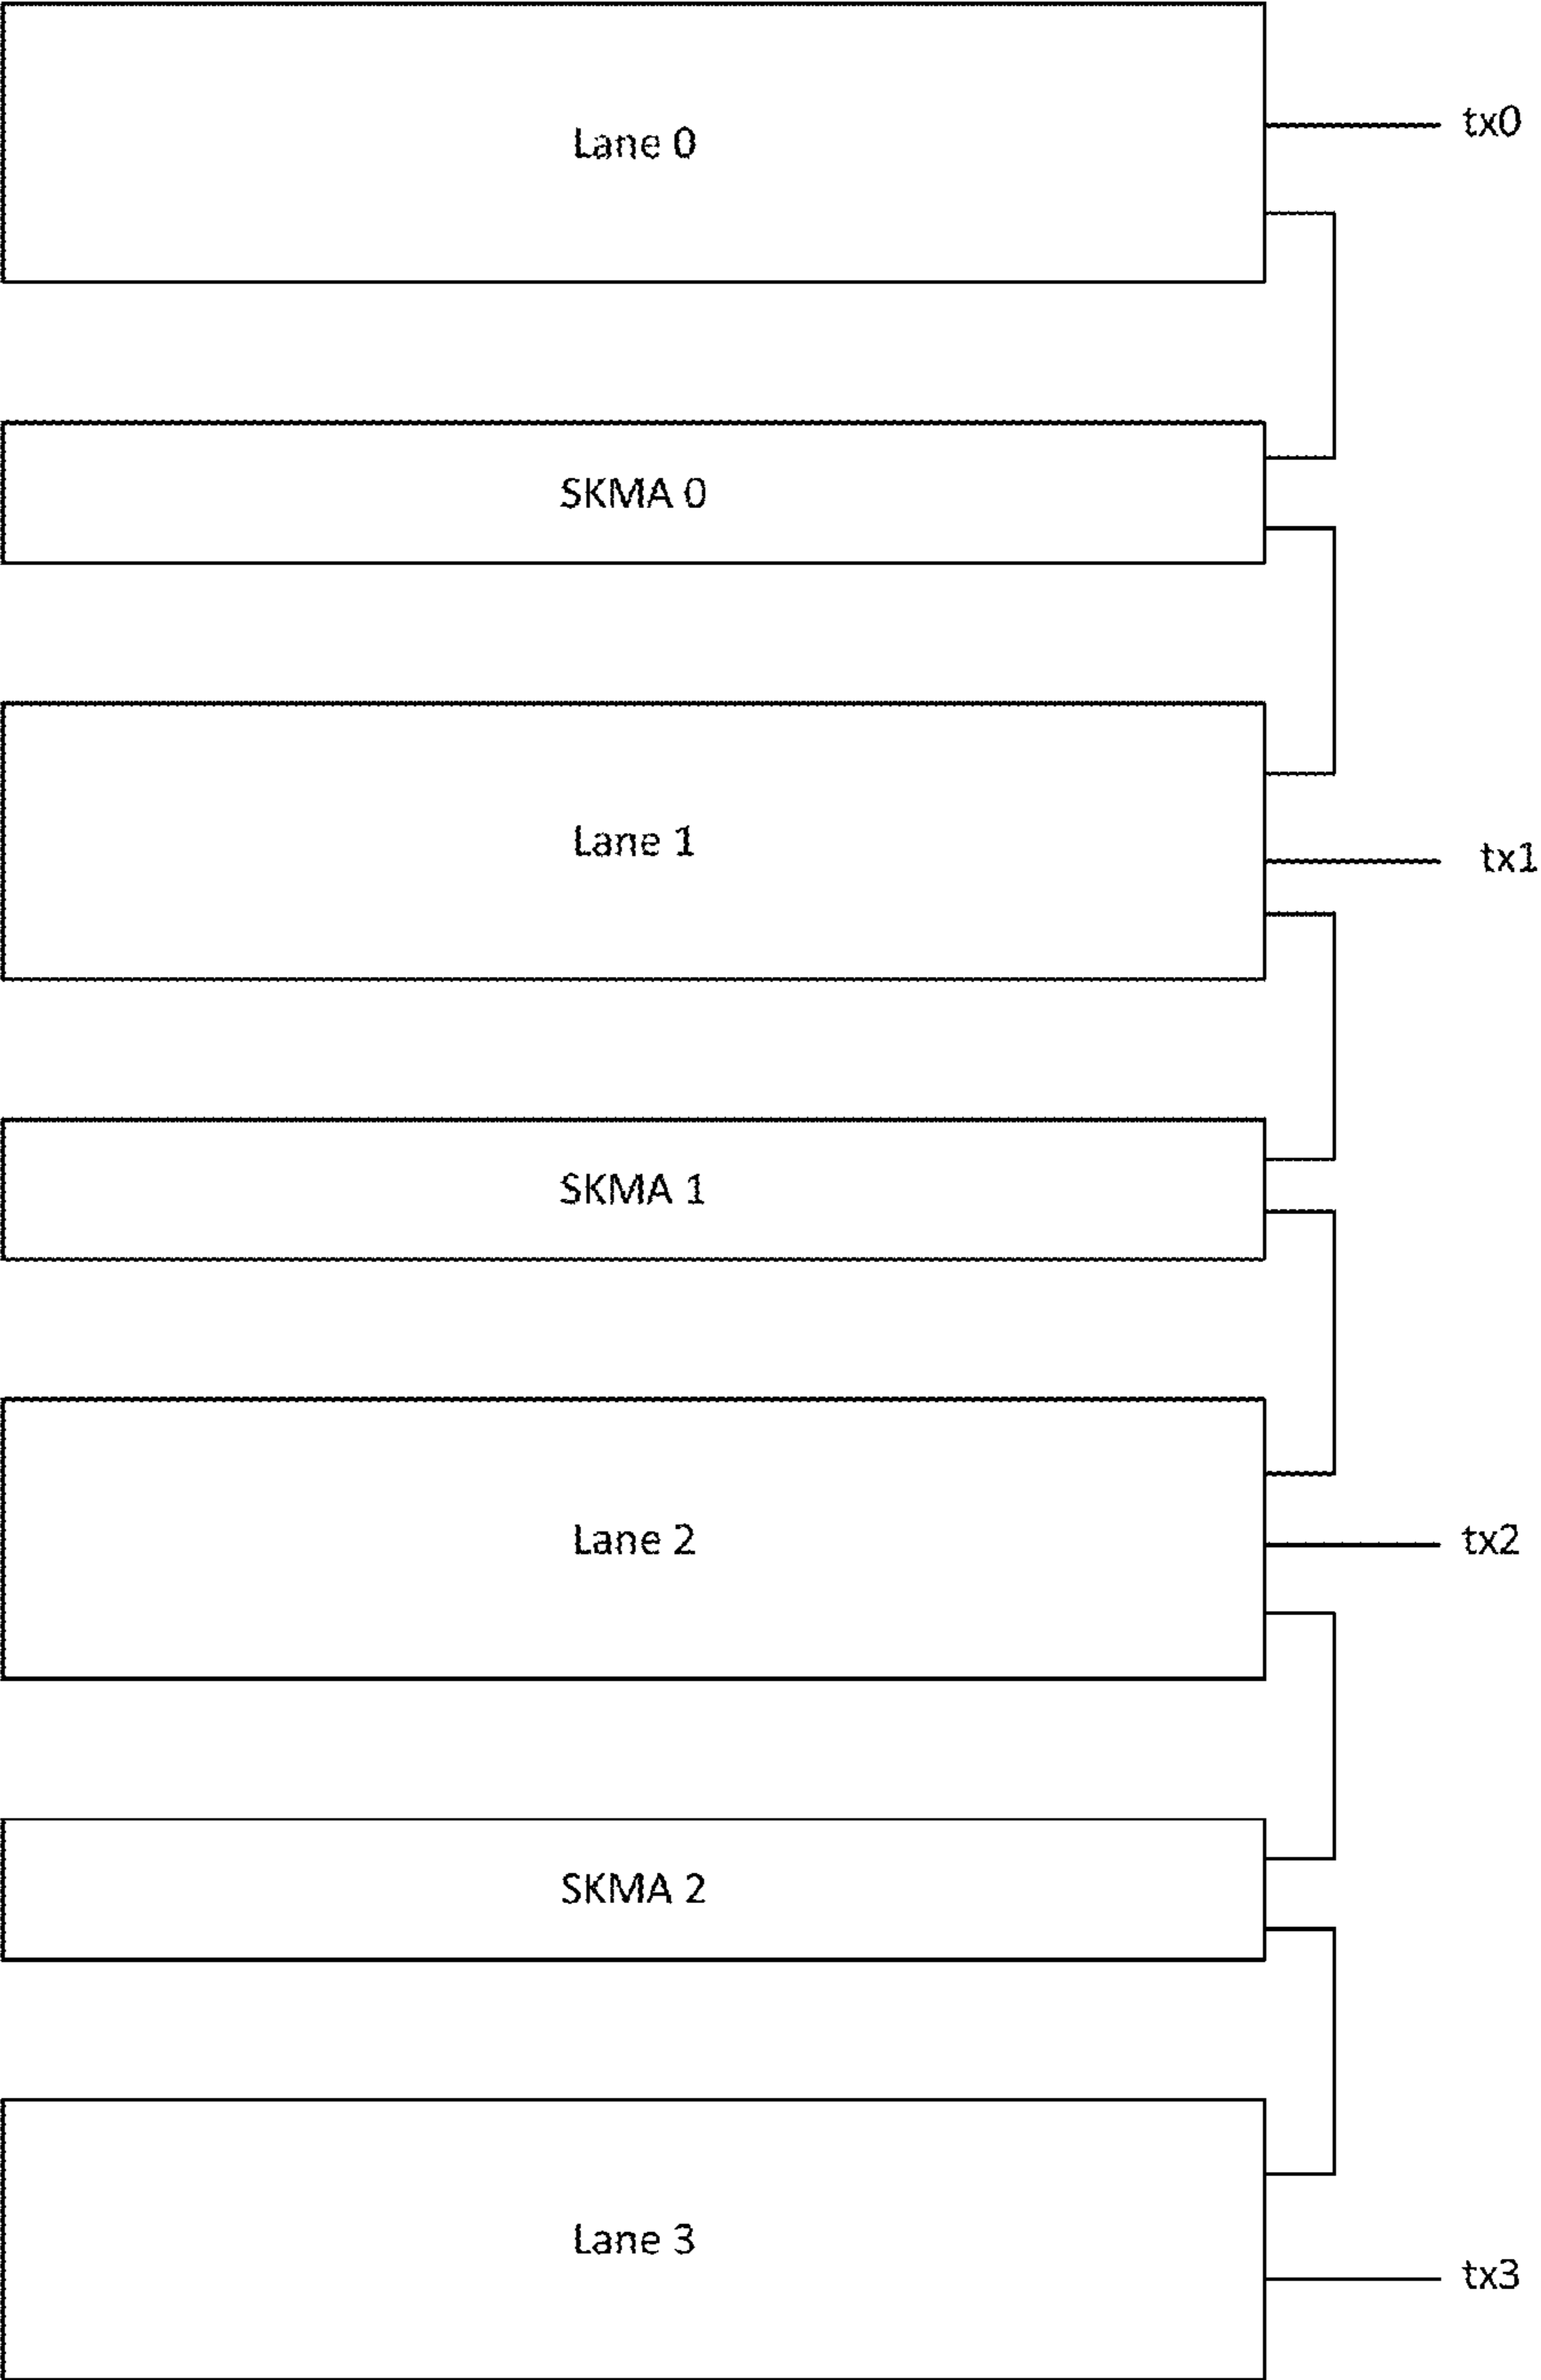 Lane 0
tx0
SKMA 0
Lane 1
tx1
SKMA 1
Lane 2
tx2
SKMA 2
Lane 3
tx3